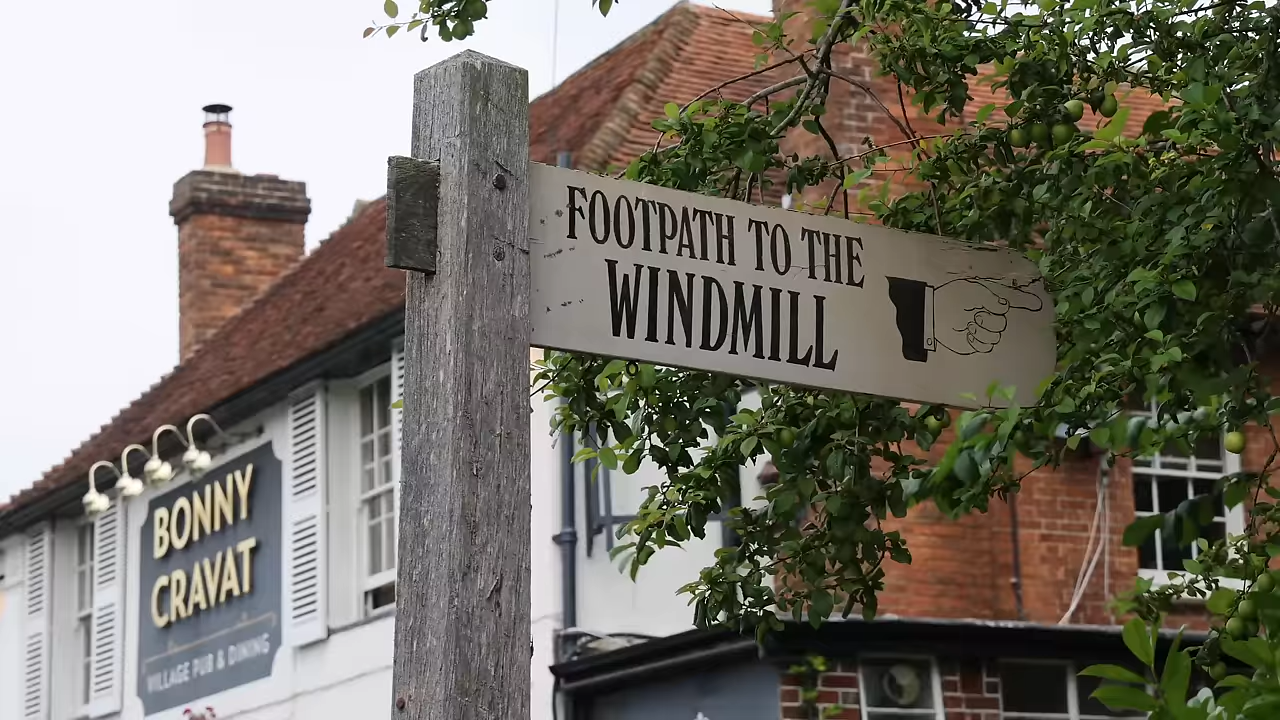 FOOTPATH TO THE
WINDMILL
BONNY
CRAVAT
VILLAGE PUB & DINING